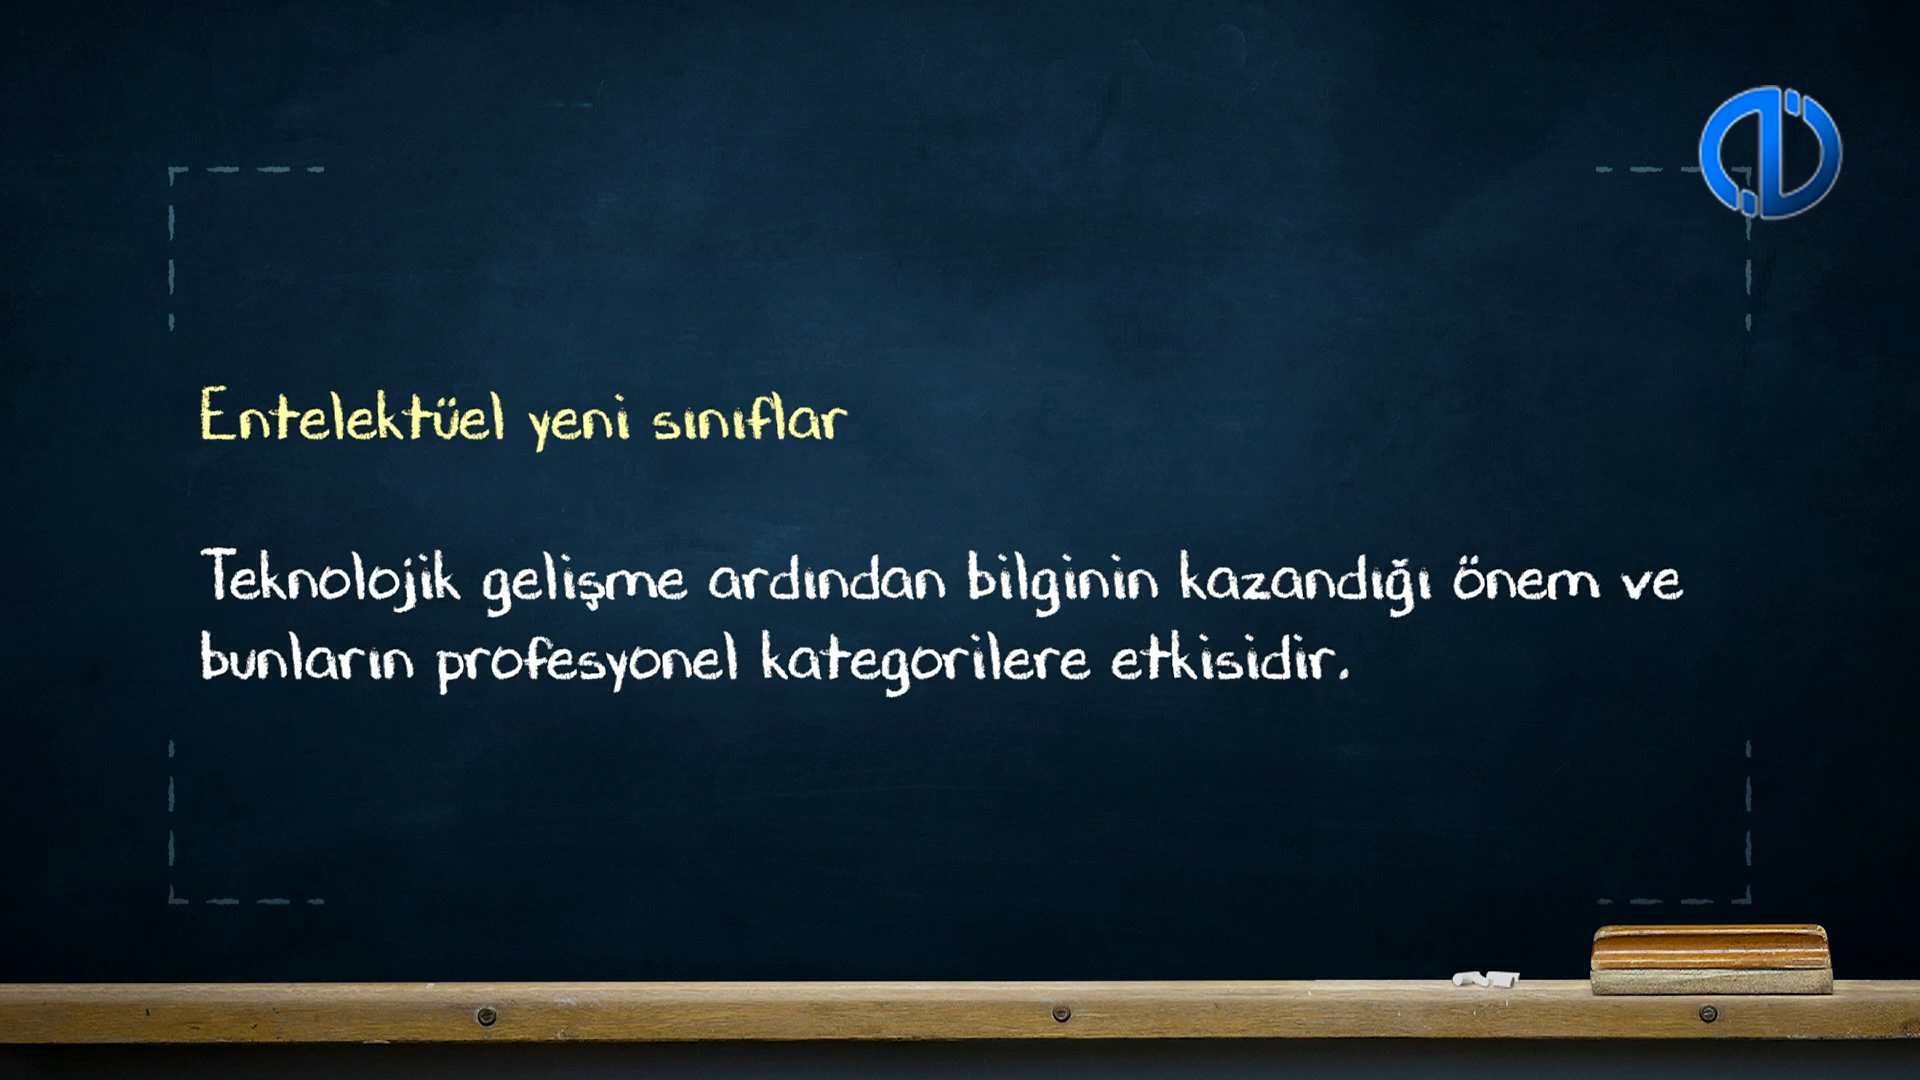 Entelektüel yeni sınıflar
Teknolojik gelişme ardından bilginin kazandığı önem ve
bunların profesyonel kategorilere etkisidir.